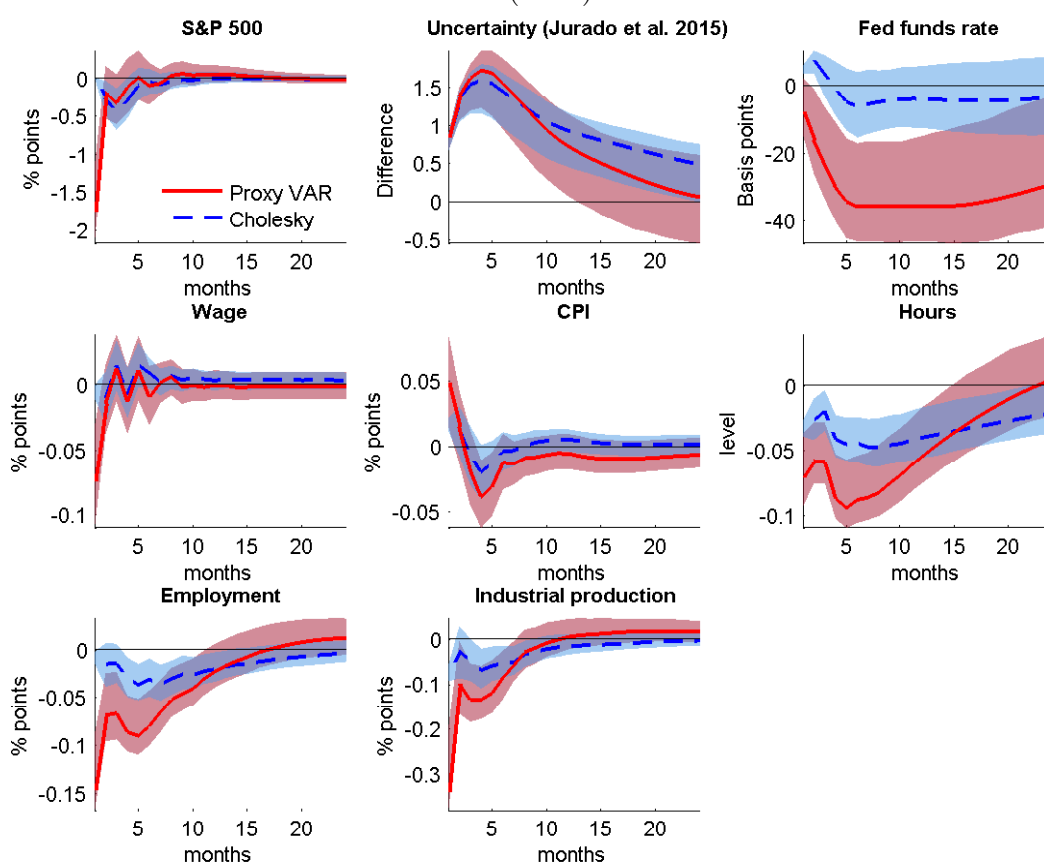 S&P 500
Uncertainty (Jurado et al. 2015)
Fed funds rate
% points
0
-0.5
-1
-1.5
-2
Proxy VAR
Cholesky
5 10 15 20
months
Difference
1.5
1
0.5
0
-0.5
5 10 15 20
months
Basis points
0
-20
-40
5 10 15 20
months
Wage
CPI
Hours
% points
0
-0.05
-0.1
5 10 15 20
months
% points
0.05
0
-0.05
5 10 15 20
months
level
0
-0.05
-0.1
5 10 15 20
months
Employment
Industrial production
% points
0
-0.05
-0.1
-0.15
5 10 15 20
months
% points
0
-0.1
-0.2
-0.3
5 10 15 20
months